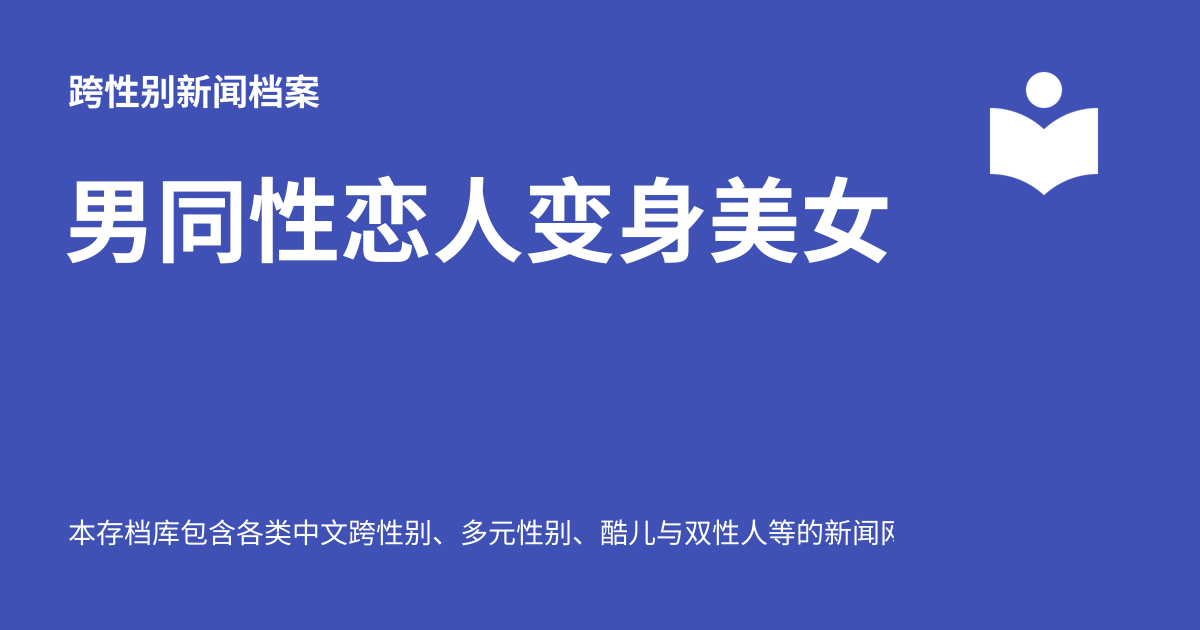 跨性别新闻档案
男同性恋人变身美女
本存档库包含各类中文跨性别、多元性别、酷儿与双性人等的新闻